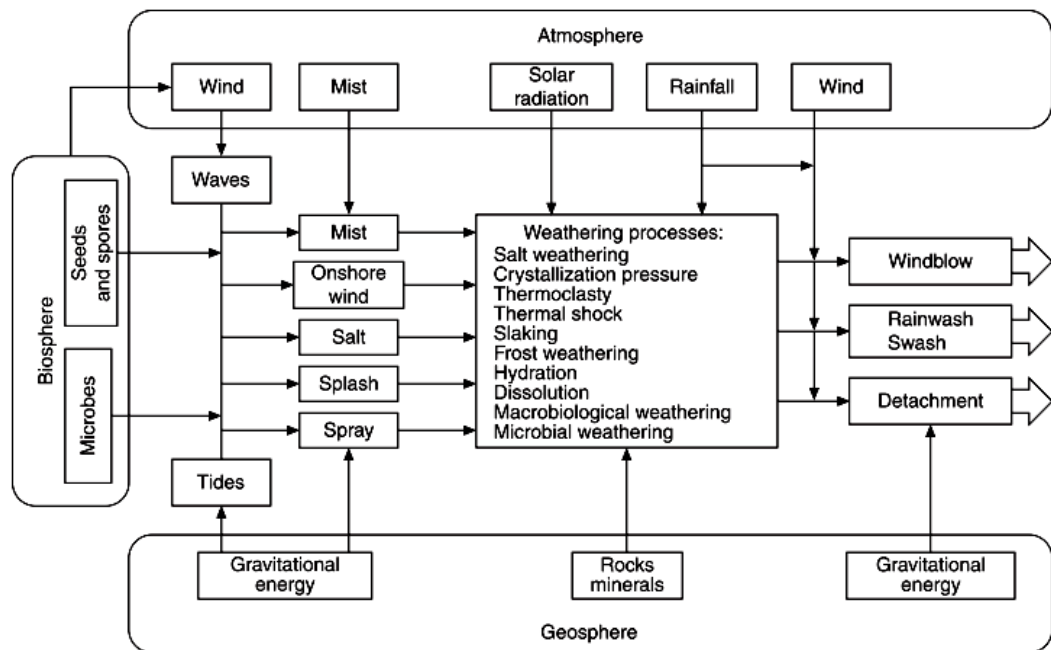 Atmosphere
Wind
Mist
Solar
radiation
Rainfall
Wind
Biosphere
Seeds
and spores
Microbes
Waves
Mist
Onshore
wind
Salt
Splash
Spray
Tides
Weathering processes:
Salt weathering
Crystallization pressure
Thermoclasty
Thermal shock
Slaking
Frost weathering
Hydration
Dissolution
Macrobiological weathering
Microbial weathering
Windblow
Rainwash
Swash
Detachment
Gravitational
energy
Rocks
minerals
Gravitational
energy
Geosphere